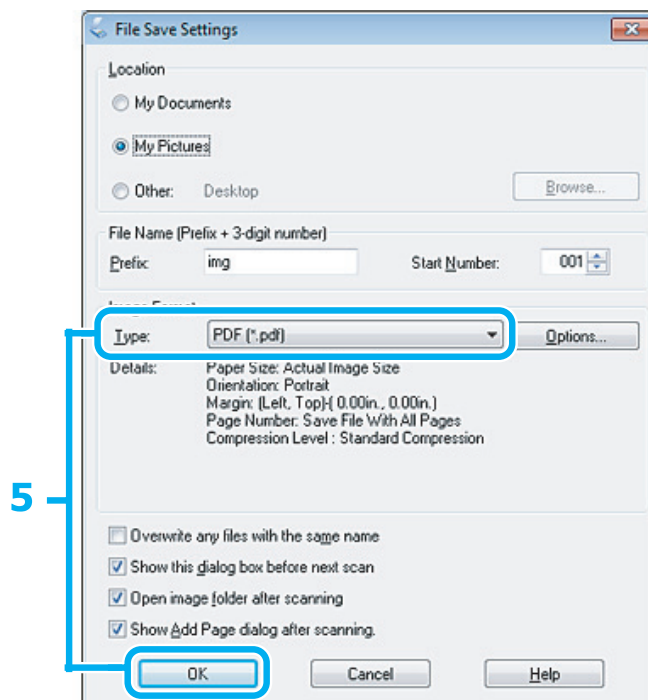 File Save Settings
Location
My Documents
My Pictures
Other: Desktop Browse...
File Name (Prefix + 3-digit number)
Prefix: img Start Number: 001
Image Format
Type: PDF (*.pdf) Options...
Details: Paper Size: Actual Image Size
Orientation: Portrait
Margin: (Left, Top)-( 0.00in., 0.00in.)
Page Number: Save File With All Pages
Compression Level : Standard Compression
5
Overwrite any files with the same name
Show this dialog box before next scan
Open image folder after scanning
Show Add Page dialog after scanning.
OK Cancel Help